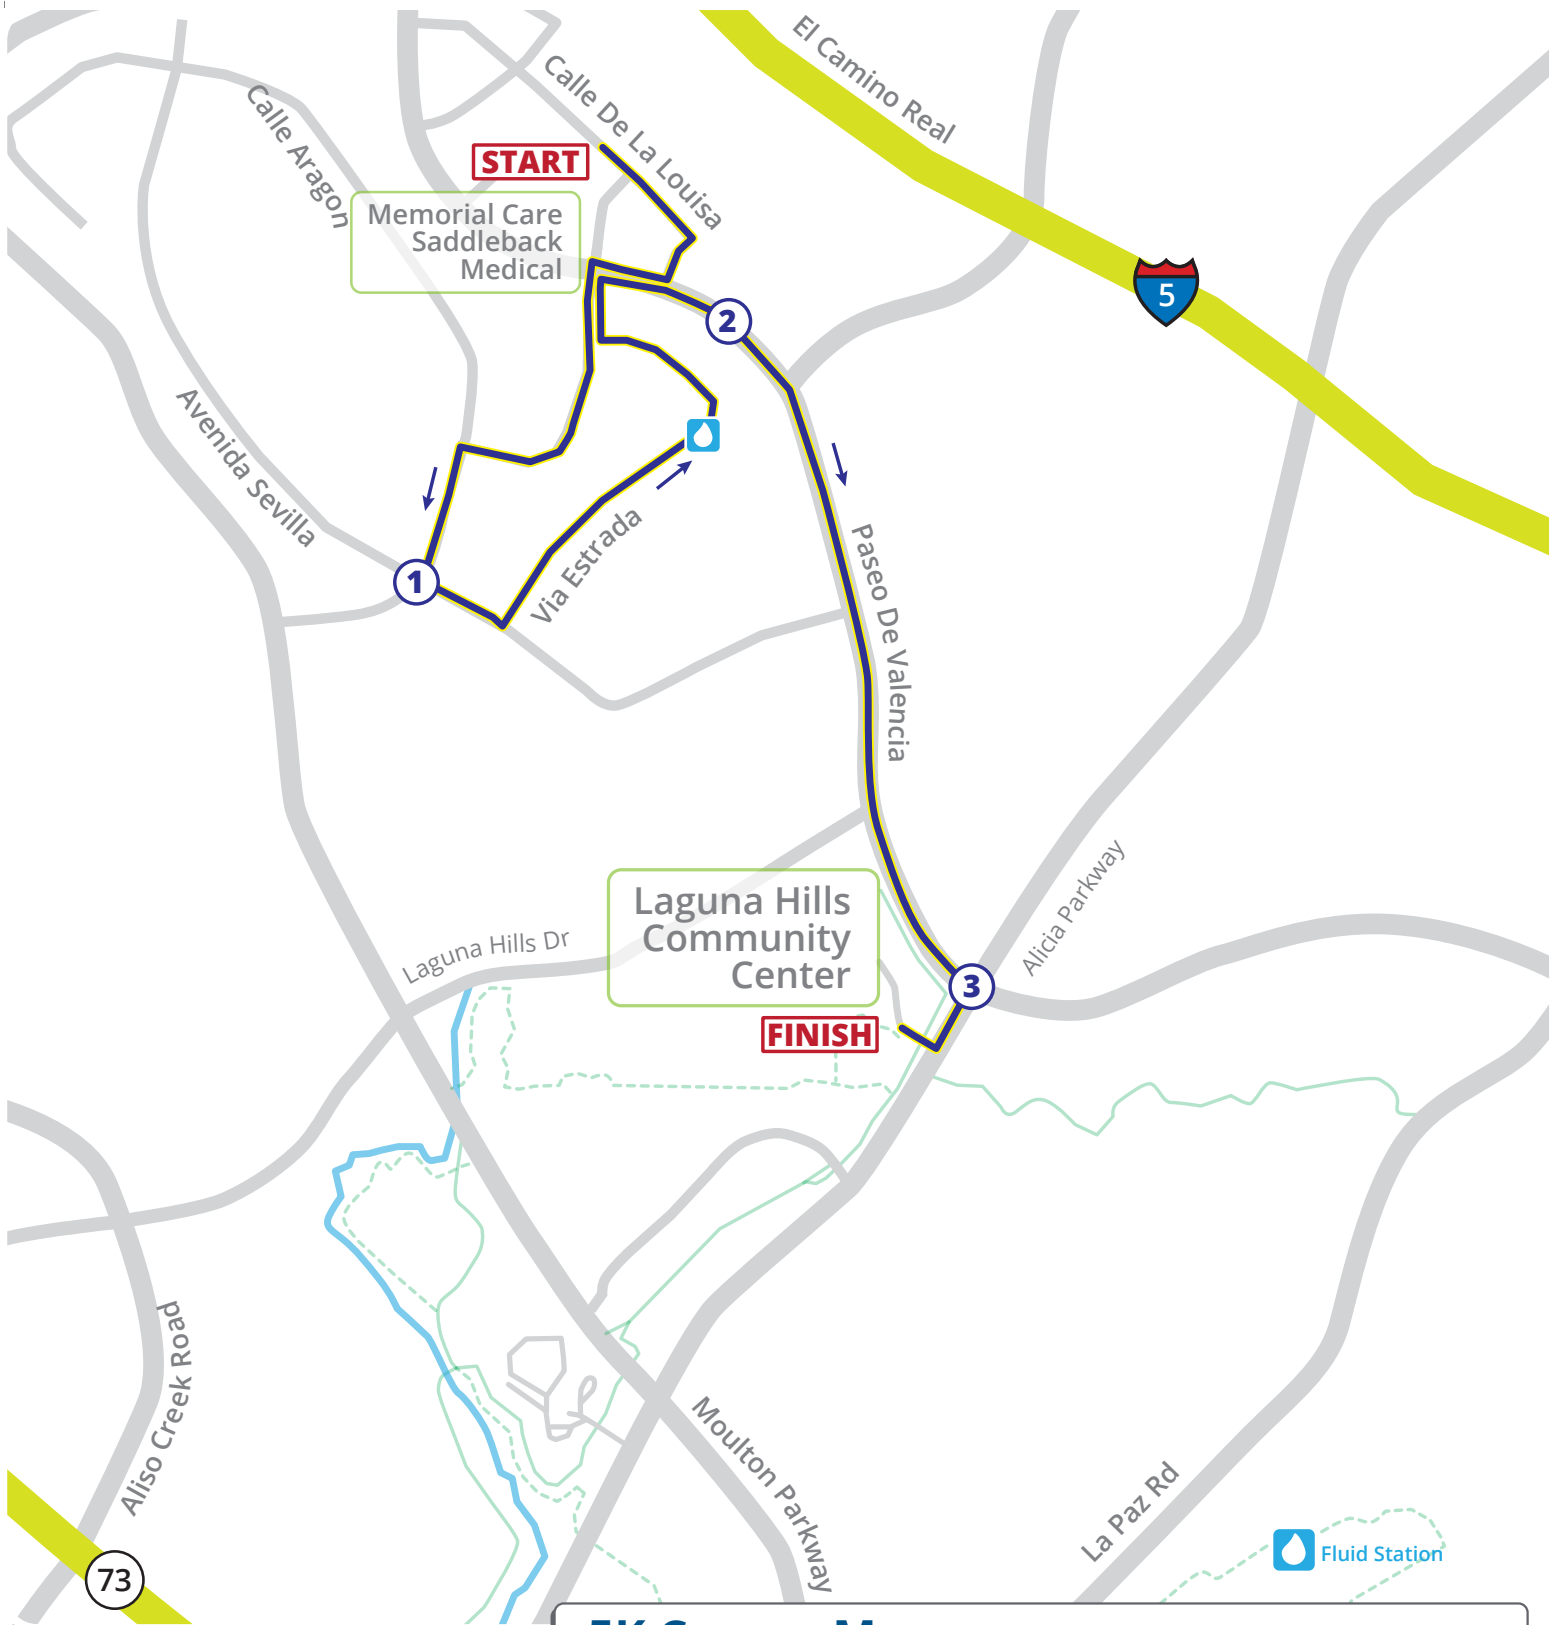 El Camino Real
Calle De La Louisa
Calle Aragon
START
Memorial Care
Saddleback
Medical
5
2
Avenida Sevilla
1
Via Estrada
Paseo De Valencia
Alicia Parkway
Laguna Hills
Community
Center
Laguna Hills Dr
3
FINISH
Aliso Creek Road
Moulton Parkway
La Paz Rd
Fluid Station
73